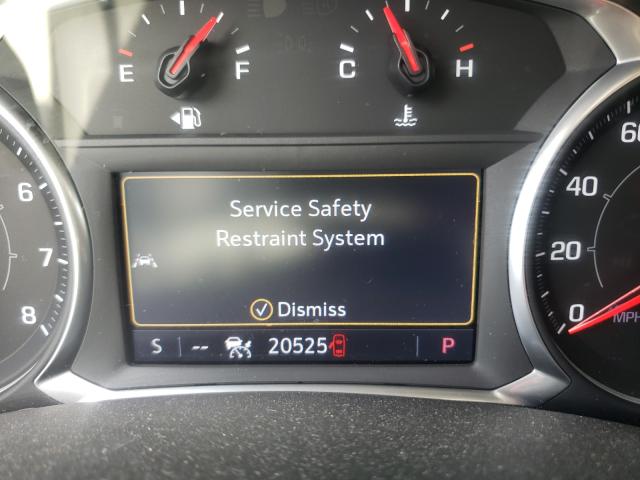 E F C H
Service Safety
Restraint System
Dismiss
S -- 20525 P
6
7
8
60
40
20
0
MPH